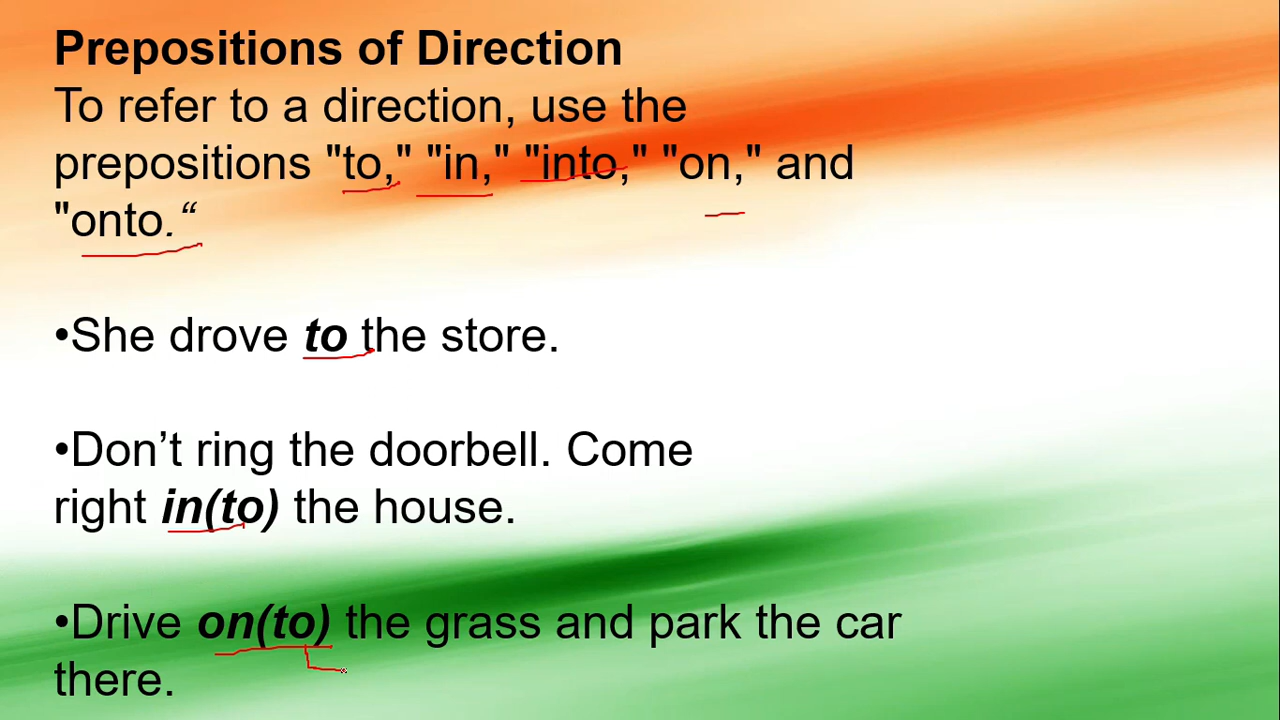 Prepositions of Direction
To refer to a direction, use the
prepositions "to," "in," "into," "on," and
"onto.“
•She drove to the store.
•Don’t ring the doorbell. Come
right in(to) the house.
•Drive on(to) the grass and park the car
there.